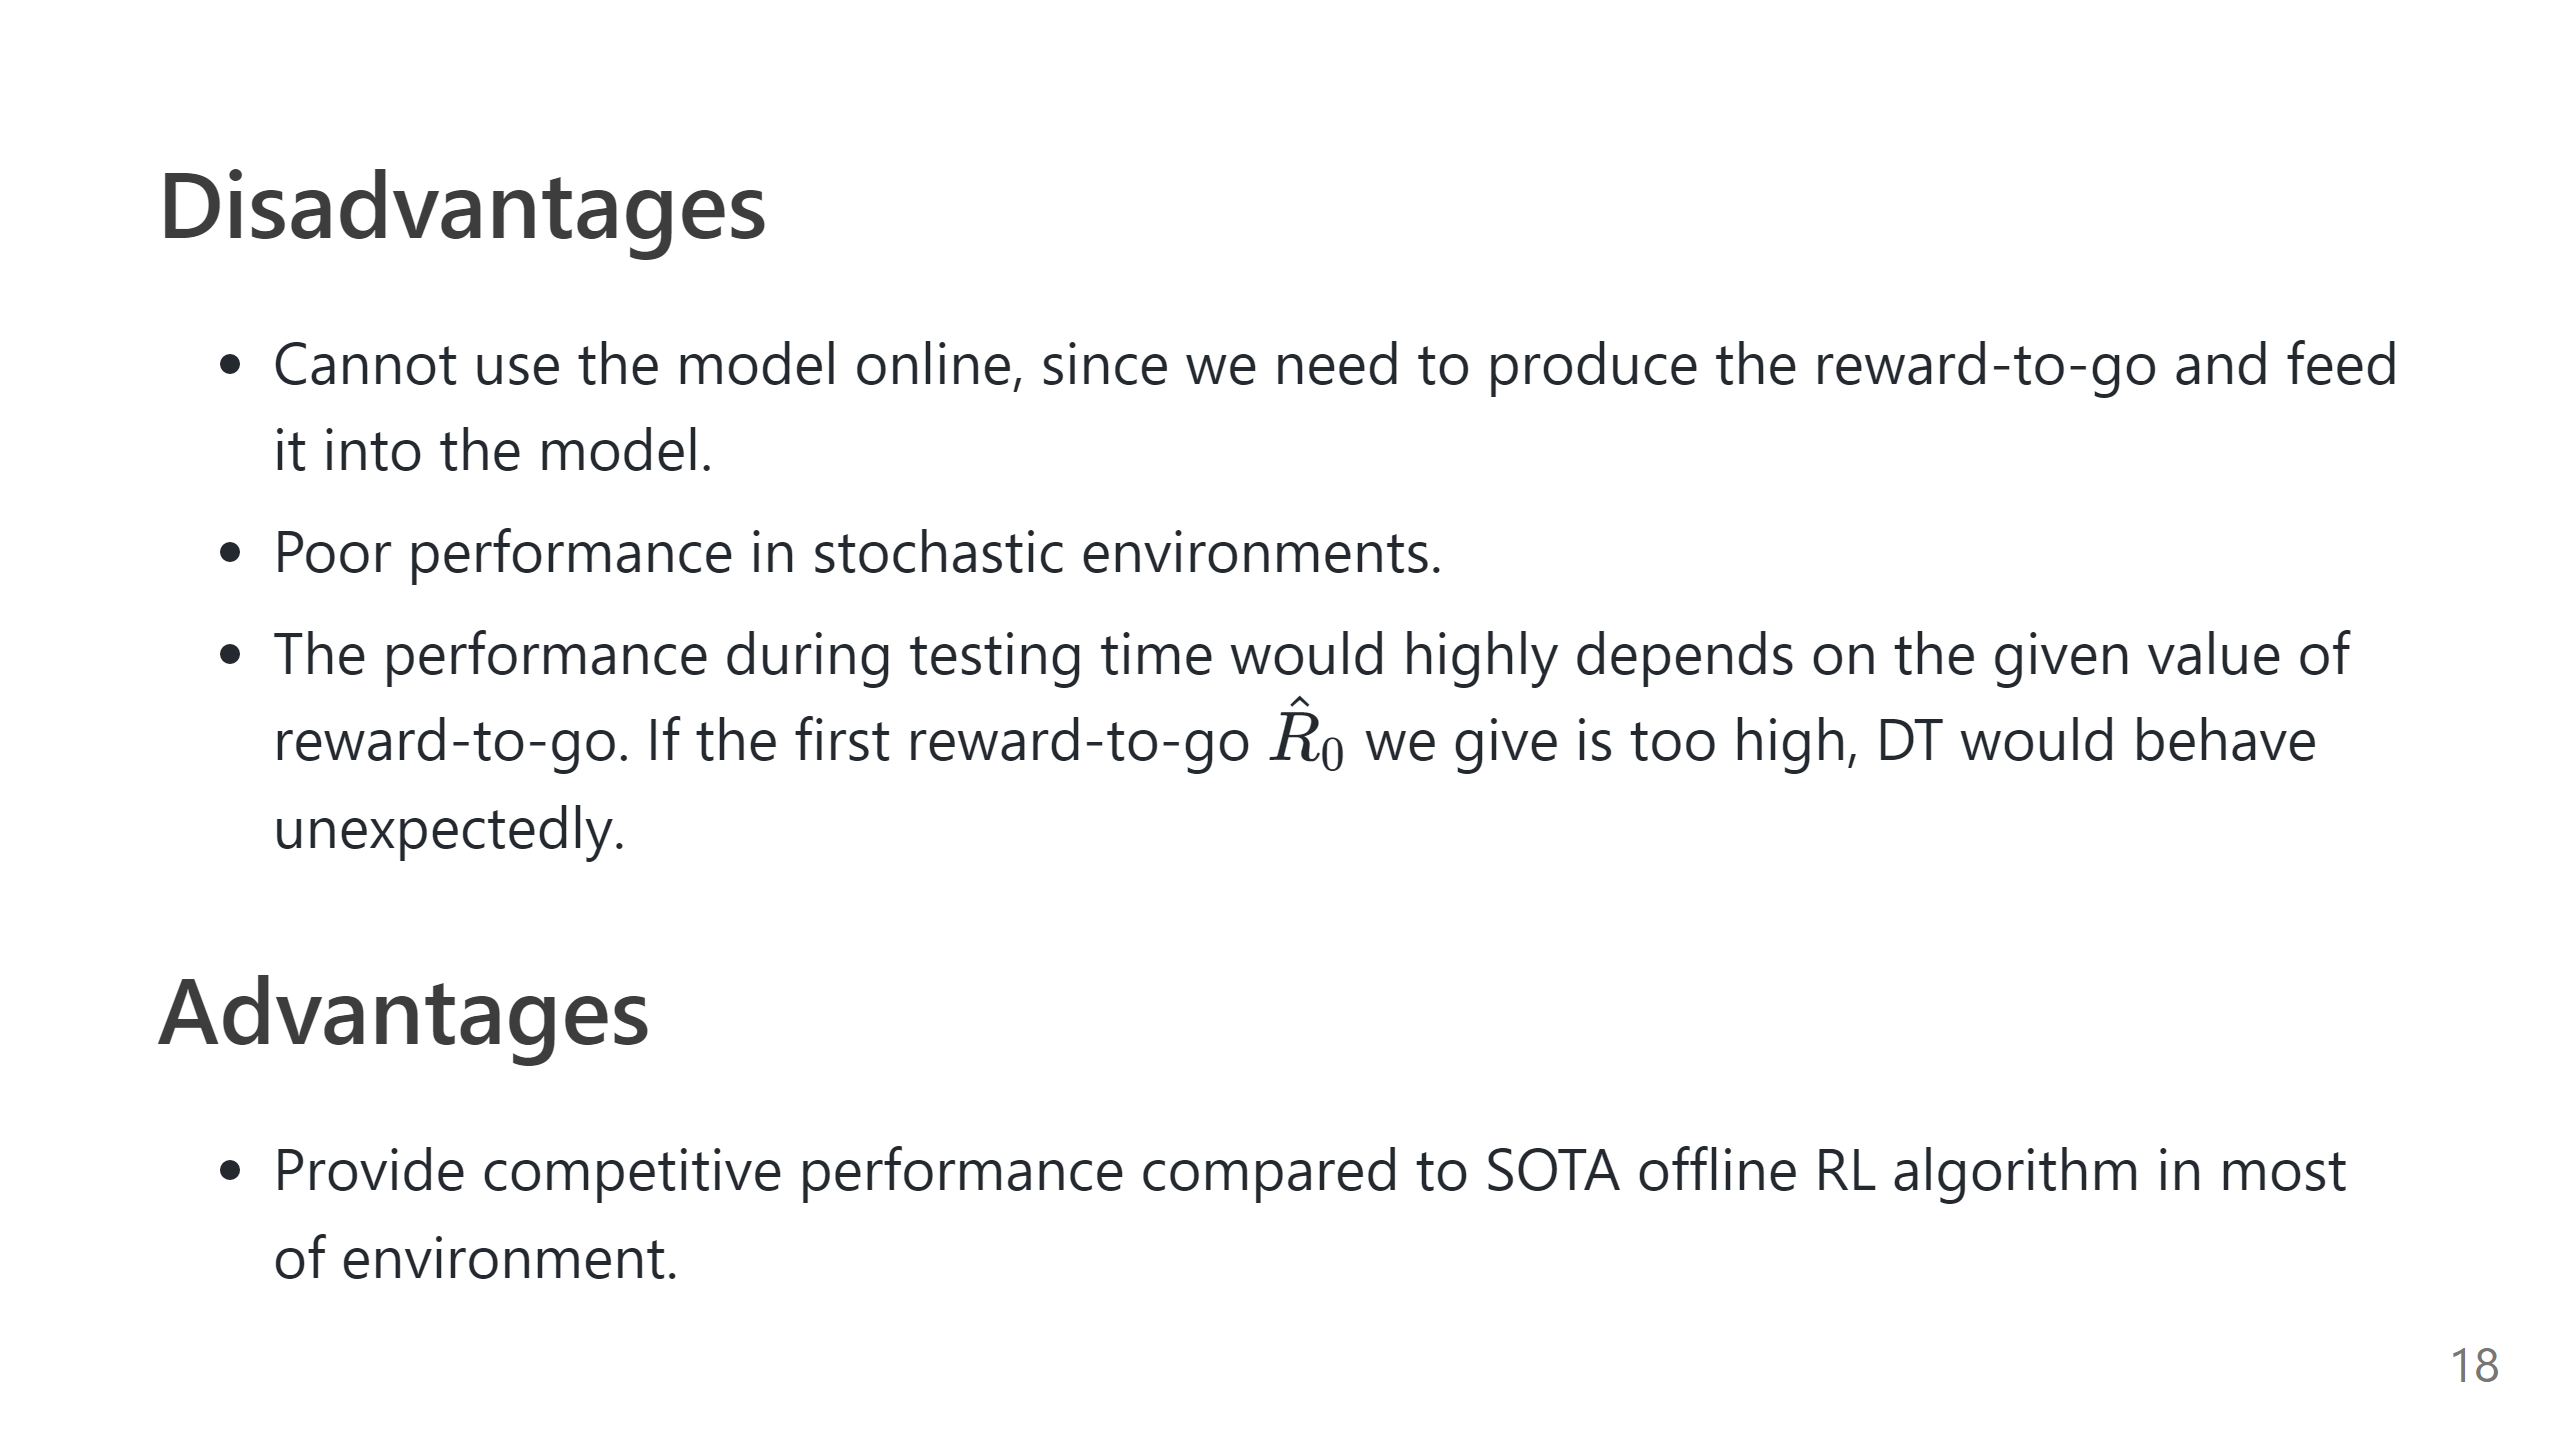 Disadvantages
• Cannot use the model online, since we need to produce the reward-to-go and feed
it into the model.
• Poor performance in stochastic environments.
• The performance during testing time would highly depends on the given value of
reward-to-go. If the first reward-to-go R̂₀ we give is too high, DT would behave
unexpectedly.
Advantages
• Provide competitive performance compared to SOTA offline RL algorithm in most
of environment.
18